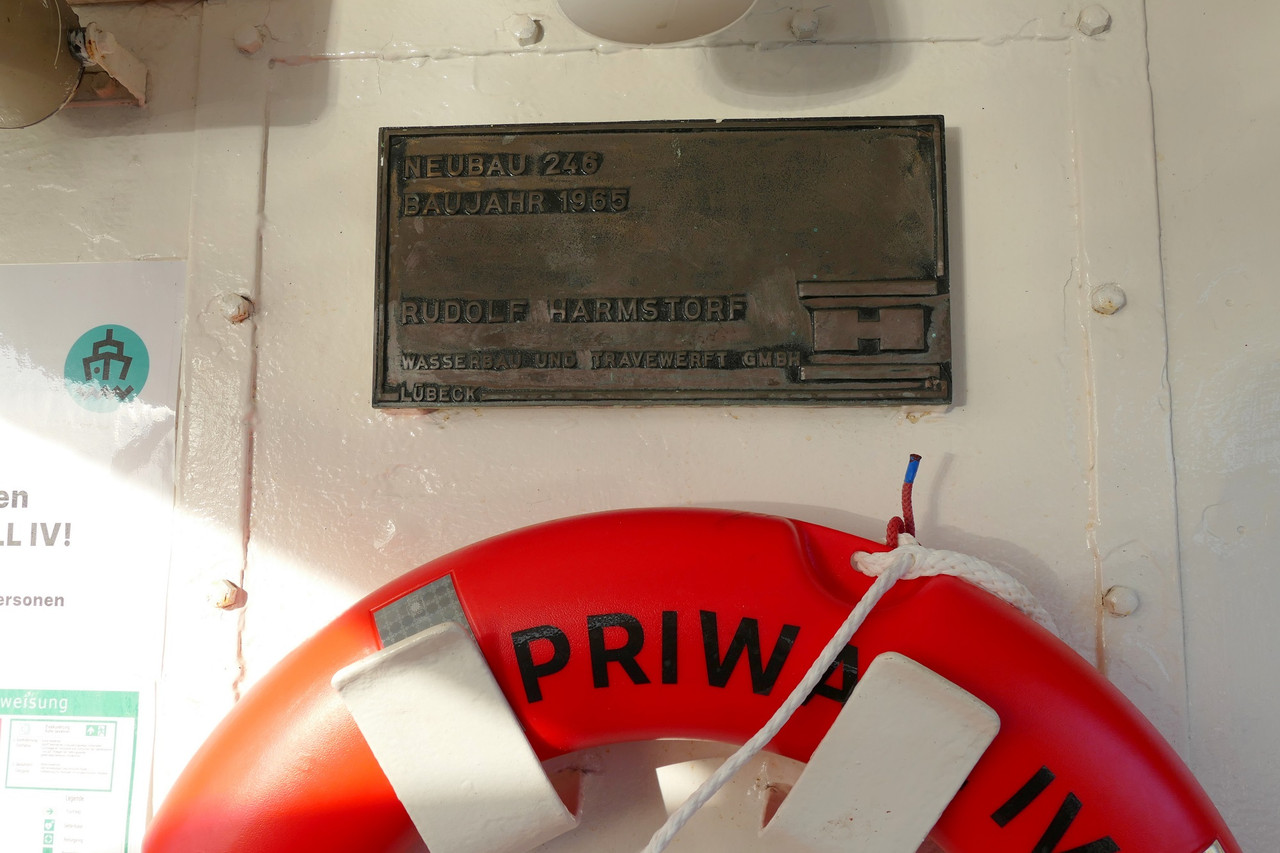 NEUBAU 246
BAUJAHR 1965
RUDOLF HARMSTORF
WASSERBAU UND TRAVEWERFT GMBH
LÜBECK
H
en
LL IV!
ersonen
weisung
PRIWA
IV